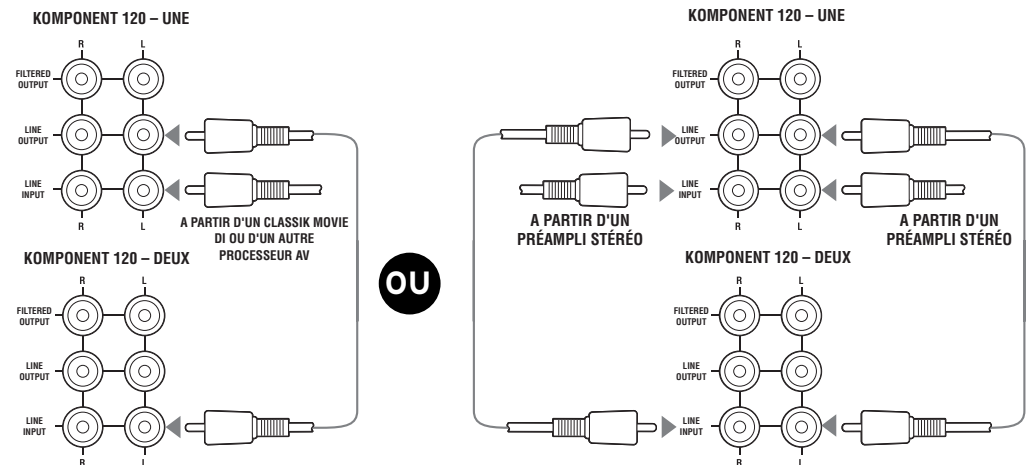 KOMPONENT 120 – UNE
R L
FILTERED
OUTPUT
LINE
OUTPUT
LINE
INPUT
R L
A PARTIR D'UN CLASSIK MOVIE
DI OU D'UN AUTRE
PROCESSEUR AV
KOMPONENT 120 – DEUX
R L
FILTERED
OUTPUT
LINE
OUTPUT
LINE
INPUT
R L
OU
KOMPONENT 120 – UNE
R L
FILTERED
OUTPUT
LINE
OUTPUT
LINE
INPUT
R L
A PARTIR D'UN
PRÉAMPLI STÉRÉO
A PARTIR D'UN
PRÉAMPLI STÉRÉO
KOMPONENT 120 – DEUX
R L
FILTERED
OUTPUT
LINE
OUTPUT
LINE
INPUT
R L